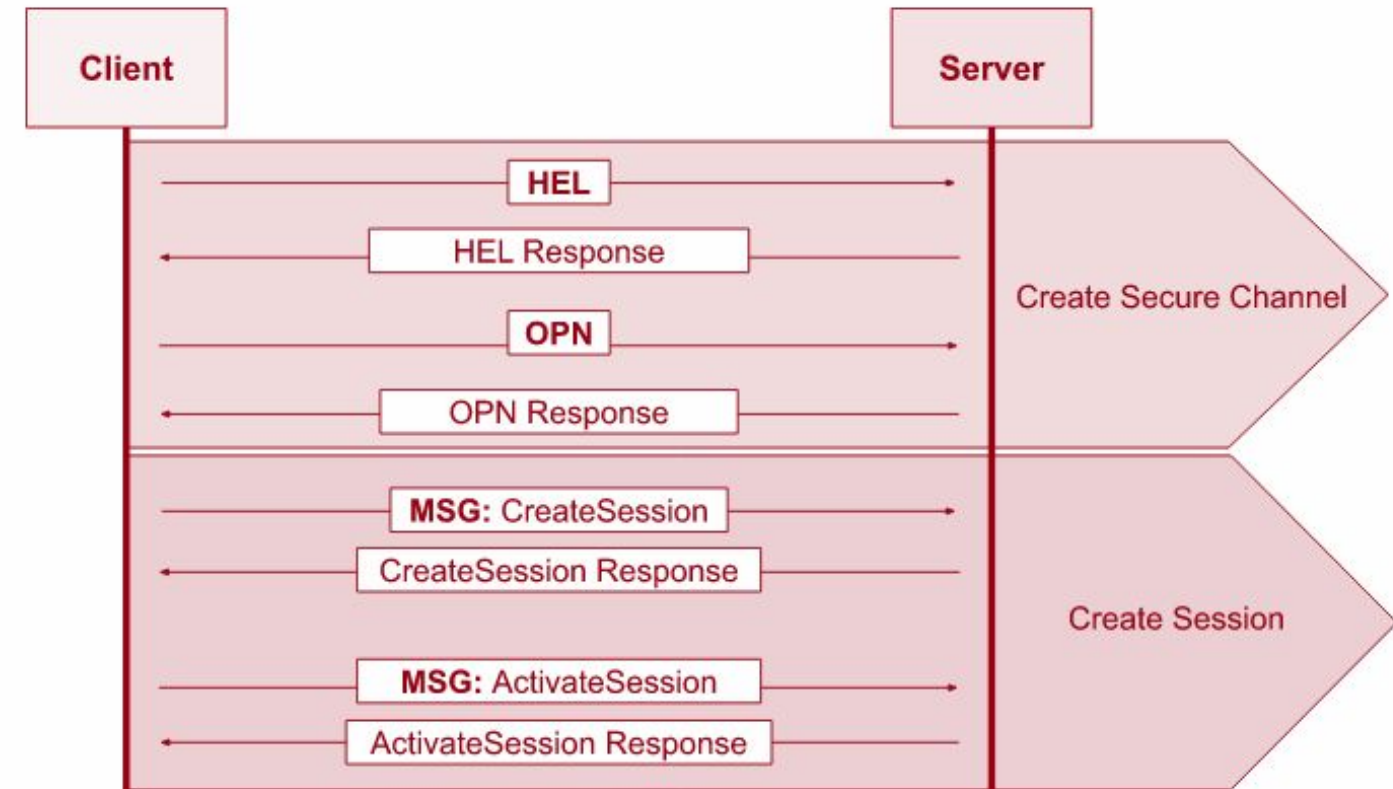 Client
Server
HEL
HEL Response
OPN
OPN Response
Create Secure Channel
MSG: CreateSession
CreateSession Response
MSG: ActivateSession
ActivateSession Response
Create Session